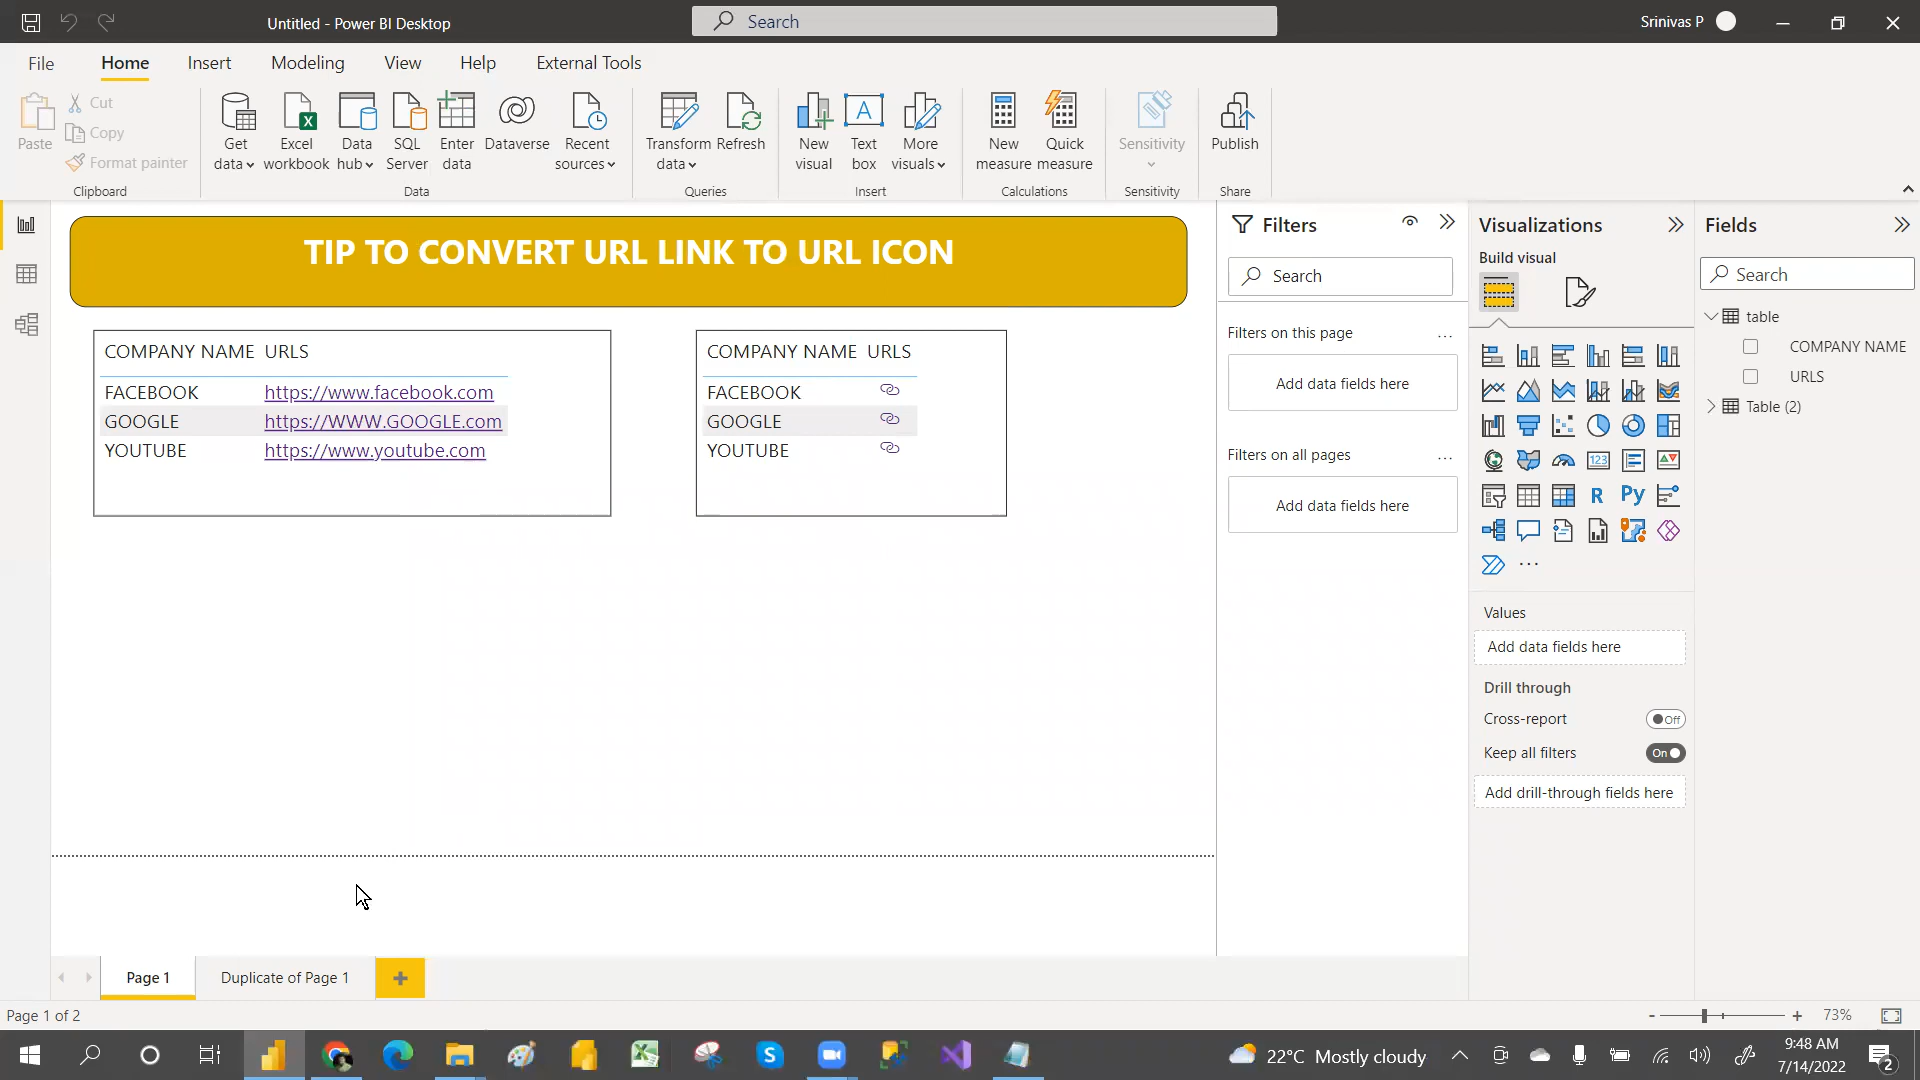 Untitled - Power BI Desktop
Search
Srinivas P
File
Home
Insert
Modeling
View
Help
External Tools
Paste
Cut
Copy
Format painter
Clipboard
Get data
Excel workbook
Data hub
SQL Server
Enter data
Dataverse
Recent sources
Data
Transform data
Refresh
Queries
New visual
Text box
More visuals
Insert
New measure
Quick measure
Calculations
Sensitivity
Sensitivity
Publish
Share
TIP TO CONVERT URL LINK TO URL ICON
COMPANY NAME URLS
FACEBOOK https://www.facebook.com
GOOGLE https://WWW.GOOGLE.com
YOUTUBE https://www.youtube.com
COMPANY NAME URLS
FACEBOOK
GOOGLE
YOUTUBE
Filters
Search
Filters on this page
...
Add data fields here
Filters on all pages
...
Add data fields here
Visualizations
Build visual
123
R
Py
...
Values
Add data fields here
Drill through
Cross-report
Off
Keep all filters
On
Add drill-through fields here
Fields
Search
table
COMPANY NAME
URLS
Table (2)
Page 1
Duplicate of Page 1
+
Page 1 of 2
- + 73%
22°C Mostly cloudy
9:48 AM
7/14/2022
2